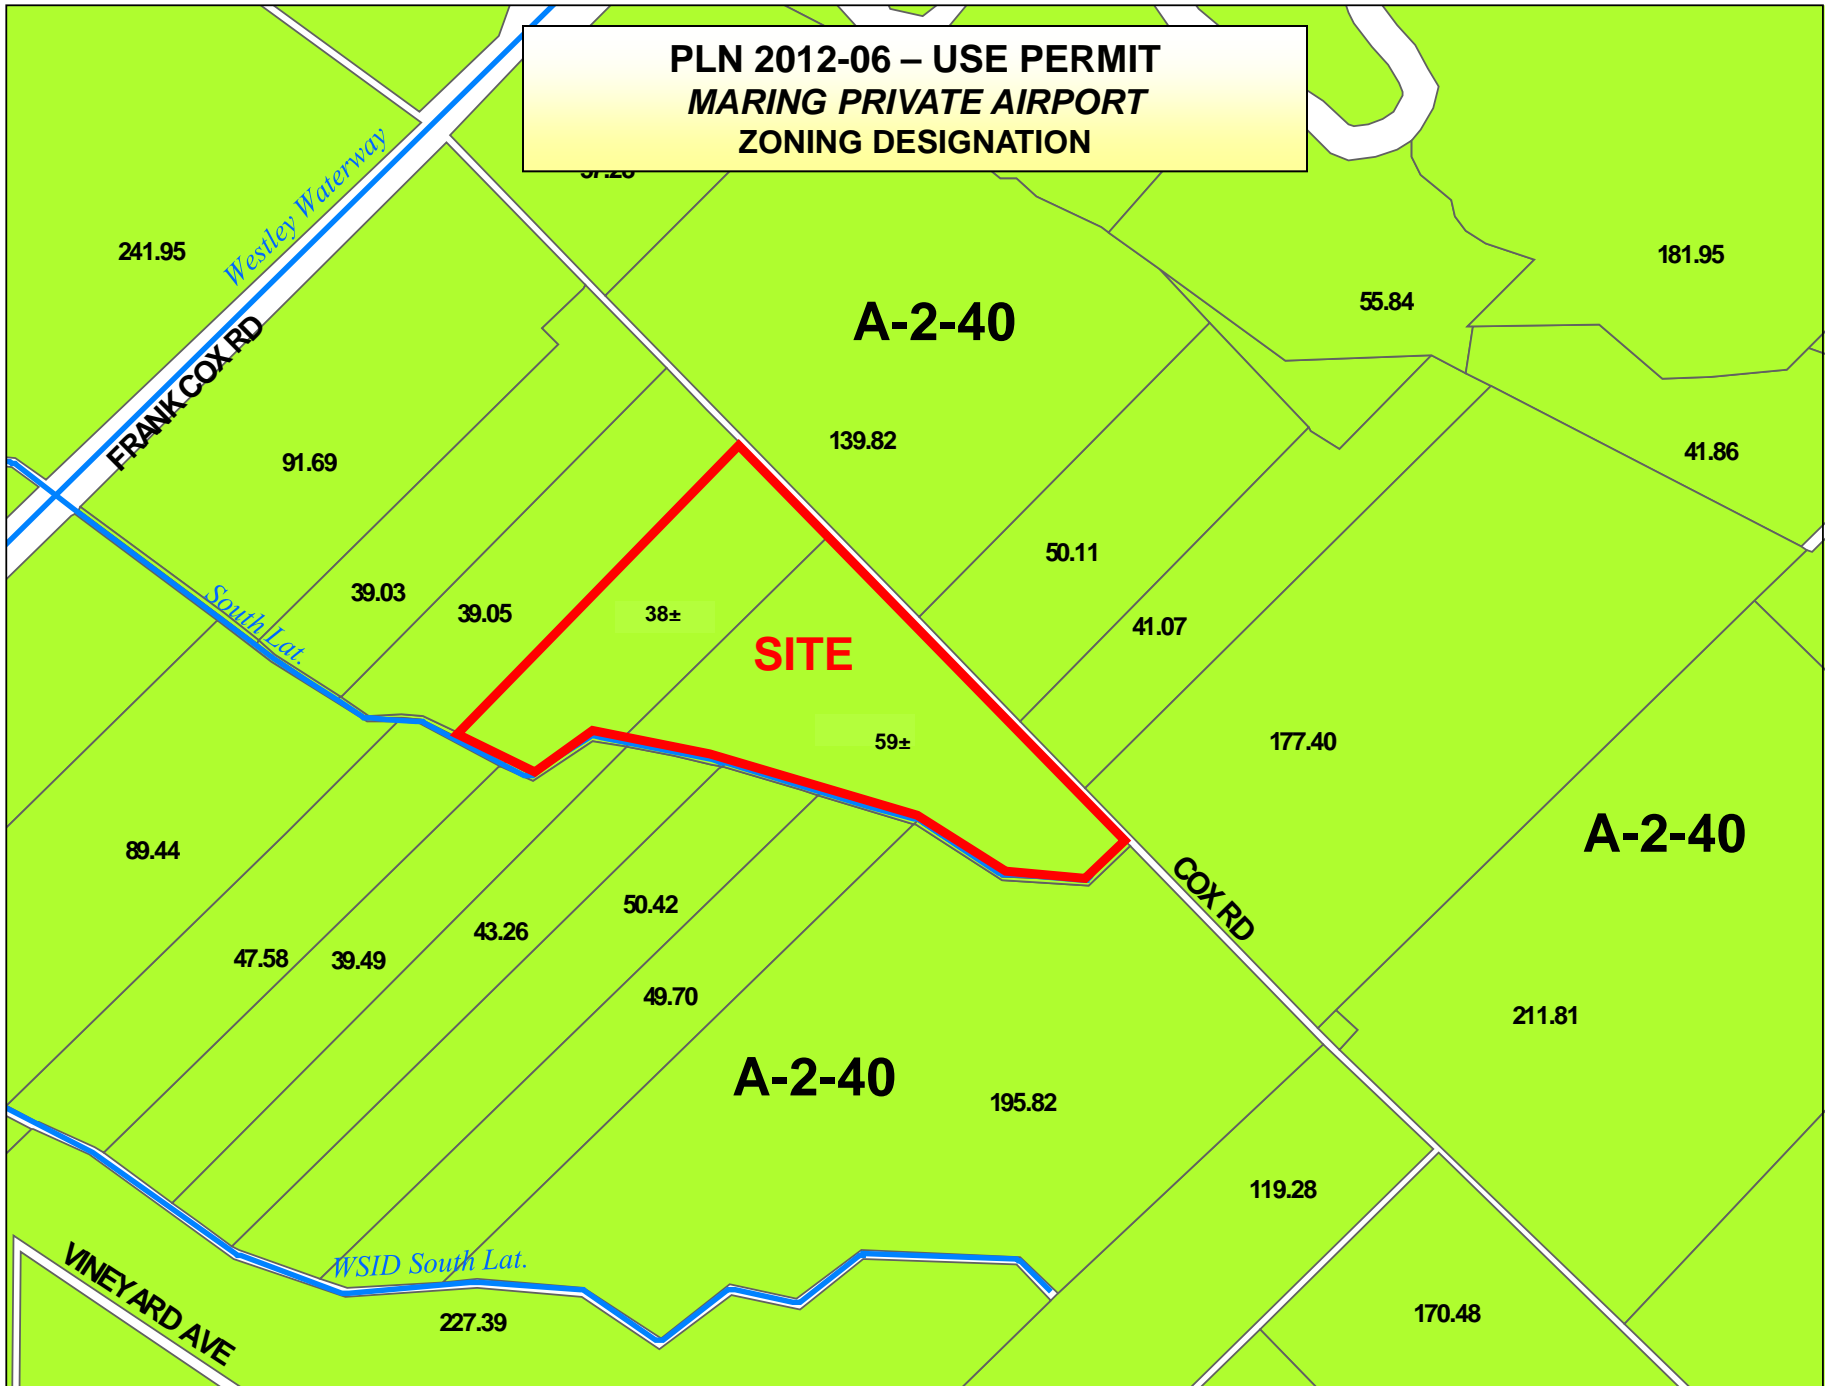 PLN 2012-06 – USE PERMIT
MARING PRIVATE AIRPORT
ZONING DESIGNATION
241.95
Westley Waterway
181.95
55.84
A-2-40
FRANK COX RD
139.82
41.86
91.69
50.11
39.03
39.05
38±
41.07
South Lat.
SITE
59±
177.40
A-2-40
89.44
COX RD
50.42
43.26
47.58
39.49
49.70
211.81
A-2-40
195.82
119.28
WSID South Lat.
VINEYARD AVE
227.39
170.48